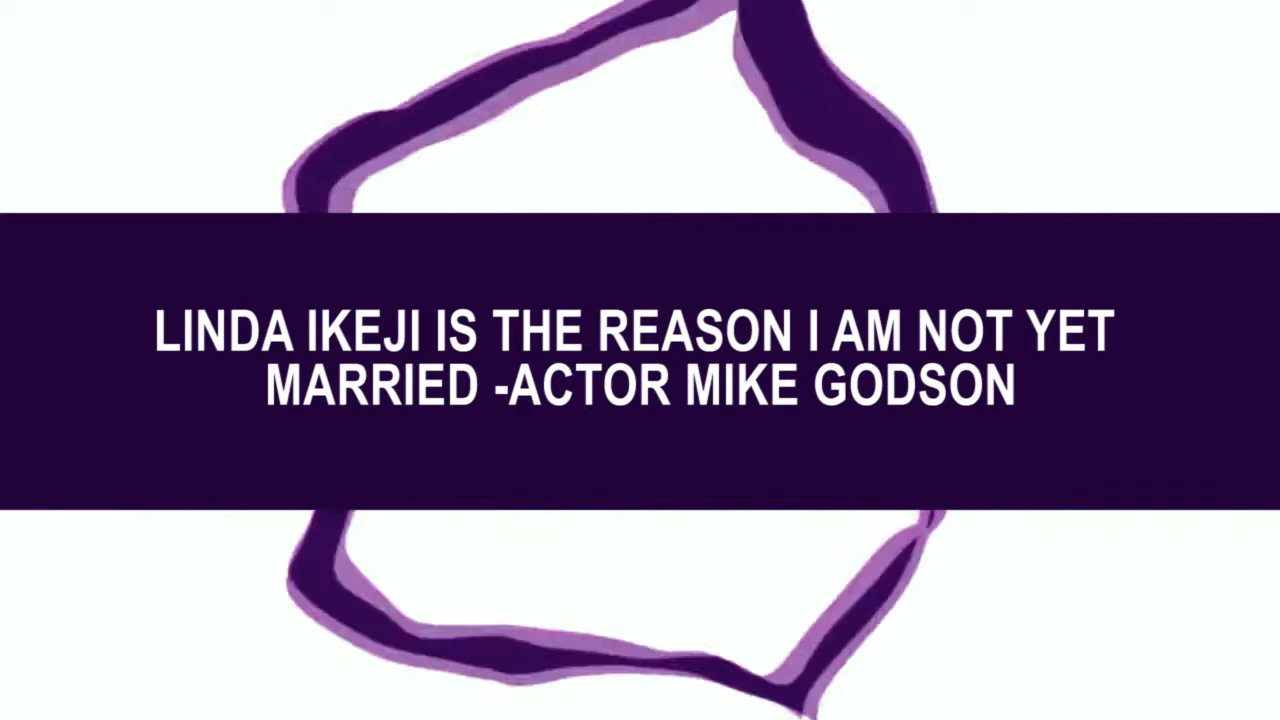 LINDA IKEJI IS THE REASON I AM NOT YET
MARRIED -ACTOR MIKE GODSON